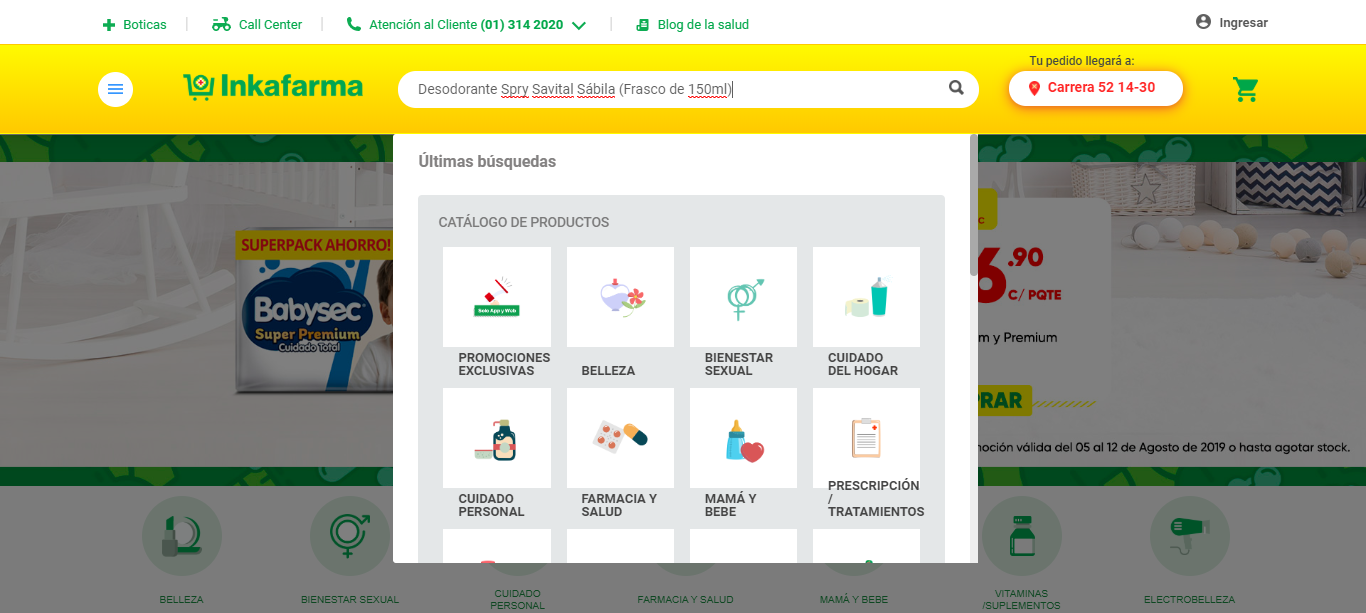 Boticas
Call Center
Atención al Cliente (01) 314 2020
Blog de la salud
Ingresar
Inkafarma
Desodorante Spry Savital Sábila (Frasco de 150ml)
Tu pedido llegará a:
Carrera 52 14-30
Últimas búsquedas
CATÁLOGO DE PRODUCTOS
Solo App y Web
PROMOCIONES
EXCLUSIVAS
BELLEZA
BIENESTAR
SEXUAL
CUIDADO
DEL HOGAR
CUIDADO
PERSONAL
FARMACIA Y
SALUD
MAMÁ Y
BEBE
PRESCRIPCIÓN
/
TRATAMIENTOS
SUPERPACK AHORRO!
Babysec
Super Premium
Cuidado Total
C
6.90
C/ PQTE
m y Premium
PRAR
noción válida del 05 al 12 de Agosto de 2019 o hasta agotar stock.
BELLEZA
BIENESTAR SEXUAL
CUIDADO
PERSONAL
FARMACIA Y SALUD
MAMÁ Y BEBE
VITAMINAS
/SUPLEMENTOS
ELECTROBELLEZA